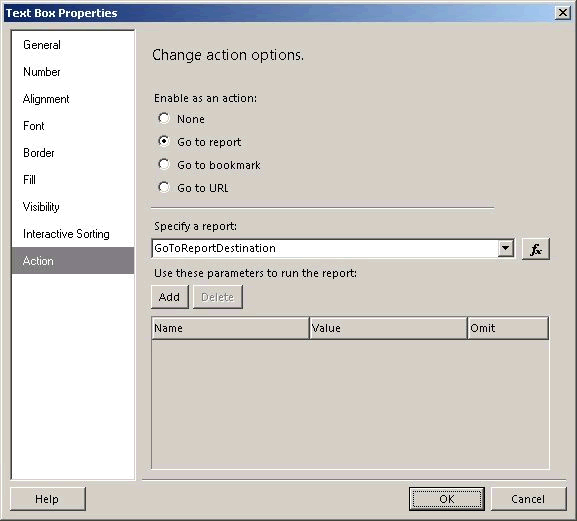 Text Box Properties
General
Number
Alignment
Font
Border
Fill
Visibility
Interactive Sorting
Action
Change action options.
Enable as an action:
None
Go to report
Go to bookmark
Go to URL
Specify a report:
GoToReportDestination
fx
Use these parameters to run the report:
Add Delete
Name Value Omit
Help OK Cancel